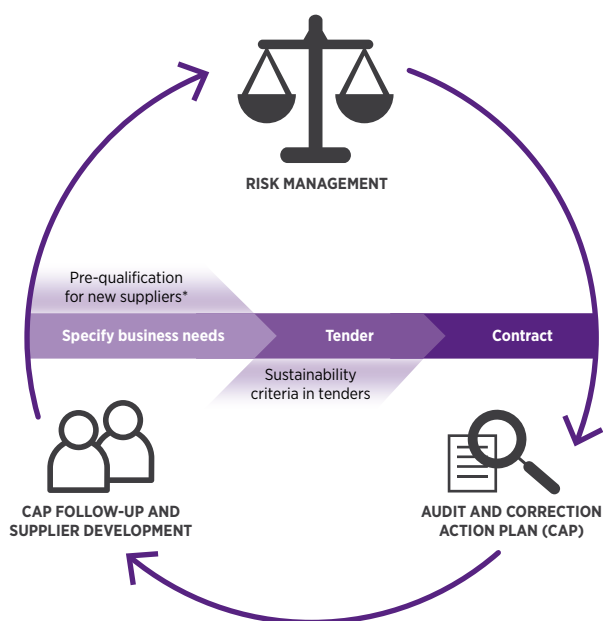 RISK MANAGEMENT
Pre-qualification
for new suppliers*
Specify business needs
Tender
Contract
Sustainability
criteria in tenders
CAP FOLLOW-UP AND
SUPPLIER DEVELOPMENT
AUDIT AND CORRECTION
ACTION PLAN (CAP)